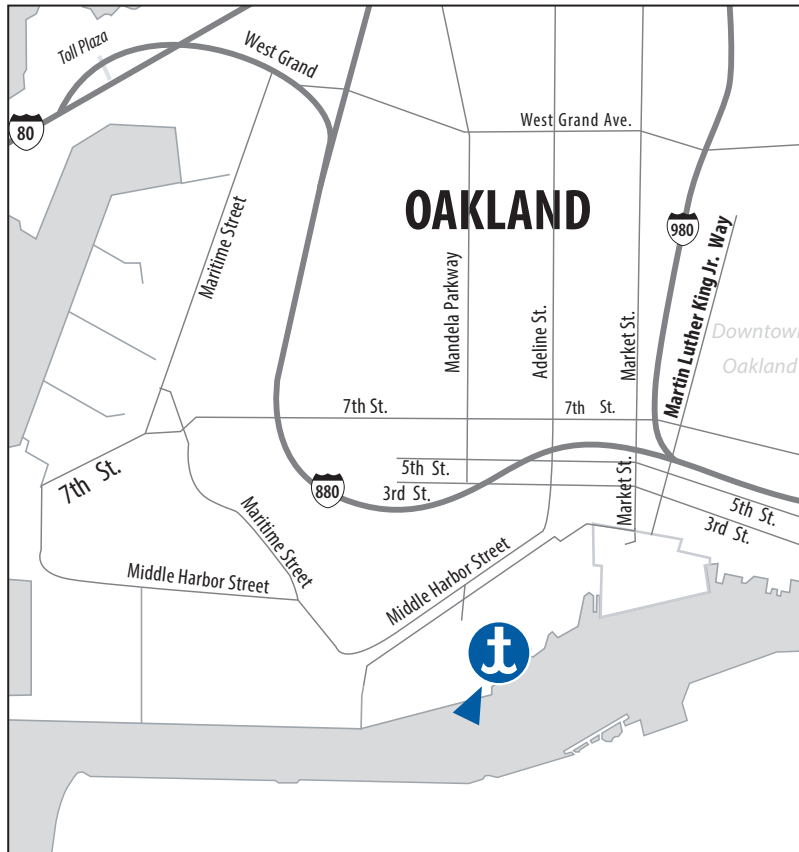 Toll Plaza
West Grand
80
West Grand Ave.
OAKLAND
980
Maritime Street
Mandela Parkway
Adeline St.
Market St.
Martin Luther King Jr. Way
Downtown
Oakland
7th St.
7th St.
7th St.
5th St.
880
3rd St.
Market St.
5th St.
3rd St.
Maritime Street
Middle Harbor Street
Middle Harbor Street